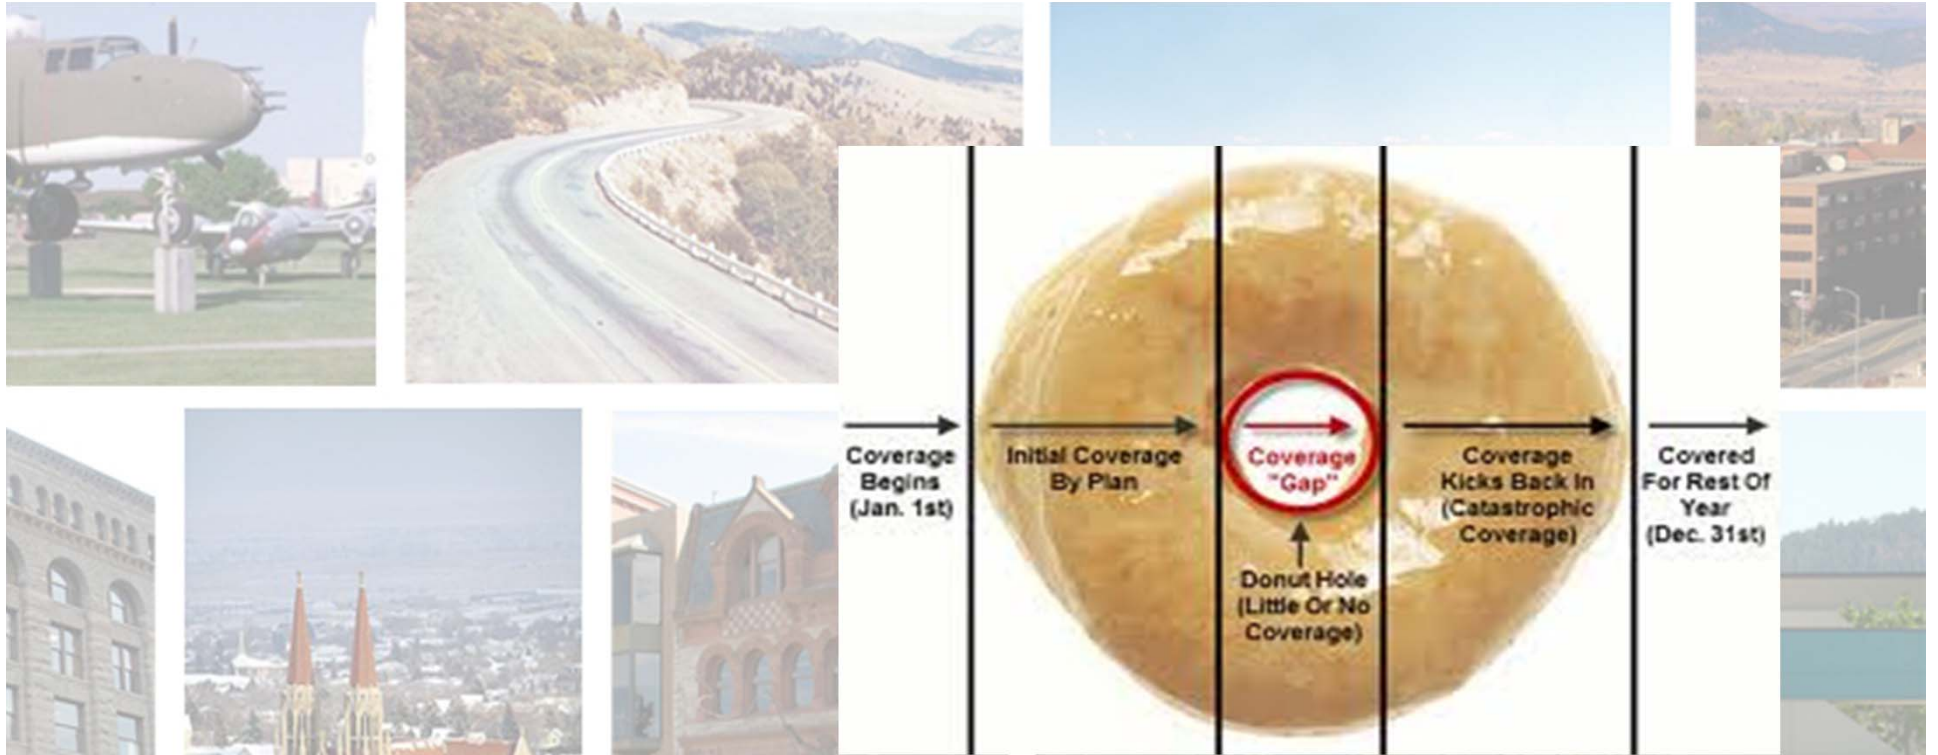 Coverage
Begins
(Jan. 1st)
Initial Coverage
By Plan
Coverage
"Gap"
Donut Hole
(Little Or No
Coverage)
Coverage
Kicks Back In
(Catastrophic
Coverage)
Covered
For Rest Of
Year
(Dec. 31st)